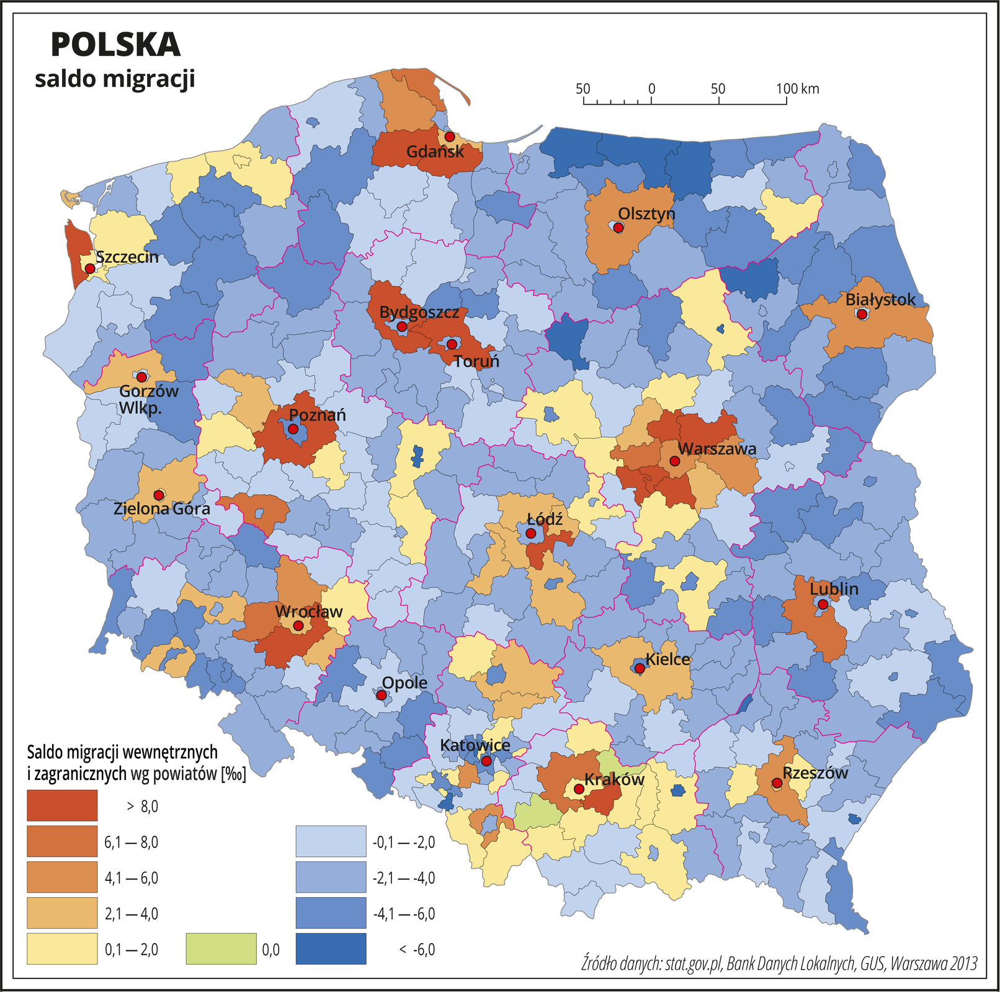 POLSKA
saldo migracji
50 0 50 100 km
Gdańsk
Olsztyn
Szczecin
Białystok
Bydgoszcz
Toruń
Gorzów
Wlkp.
Poznań
Warszawa
Zielona Góra
Łódź
Lublin
Wrocław
Kielce
Opole
Katowice
Kraków
Rzeszów
Saldo migracji wewnętrznych
i zagranicznych wg powiatów [‰]
> 8,0
6,1 — 8,0
-0,1 — -2,0
4,1 — 6,0
-2,1 — -4,0
2,1 — 4,0
-4,1 — -6,0
0,1 — 2,0
0,0
< -6,0
Źródło danych: stat.gov.pl, Bank Danych Lokalnych, GUS, Warszawa 2013